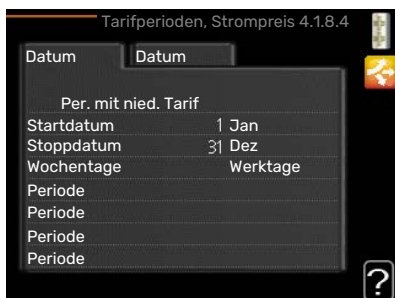 Tarifperioden, Strompreis 4.1.8.4
Datum Datum
Per. mit nied. Tarif
Startdatum 1 Jan
Stoppdatum 31 Dez
Wochentage Werktage
Periode
Periode
Periode
Periode
?